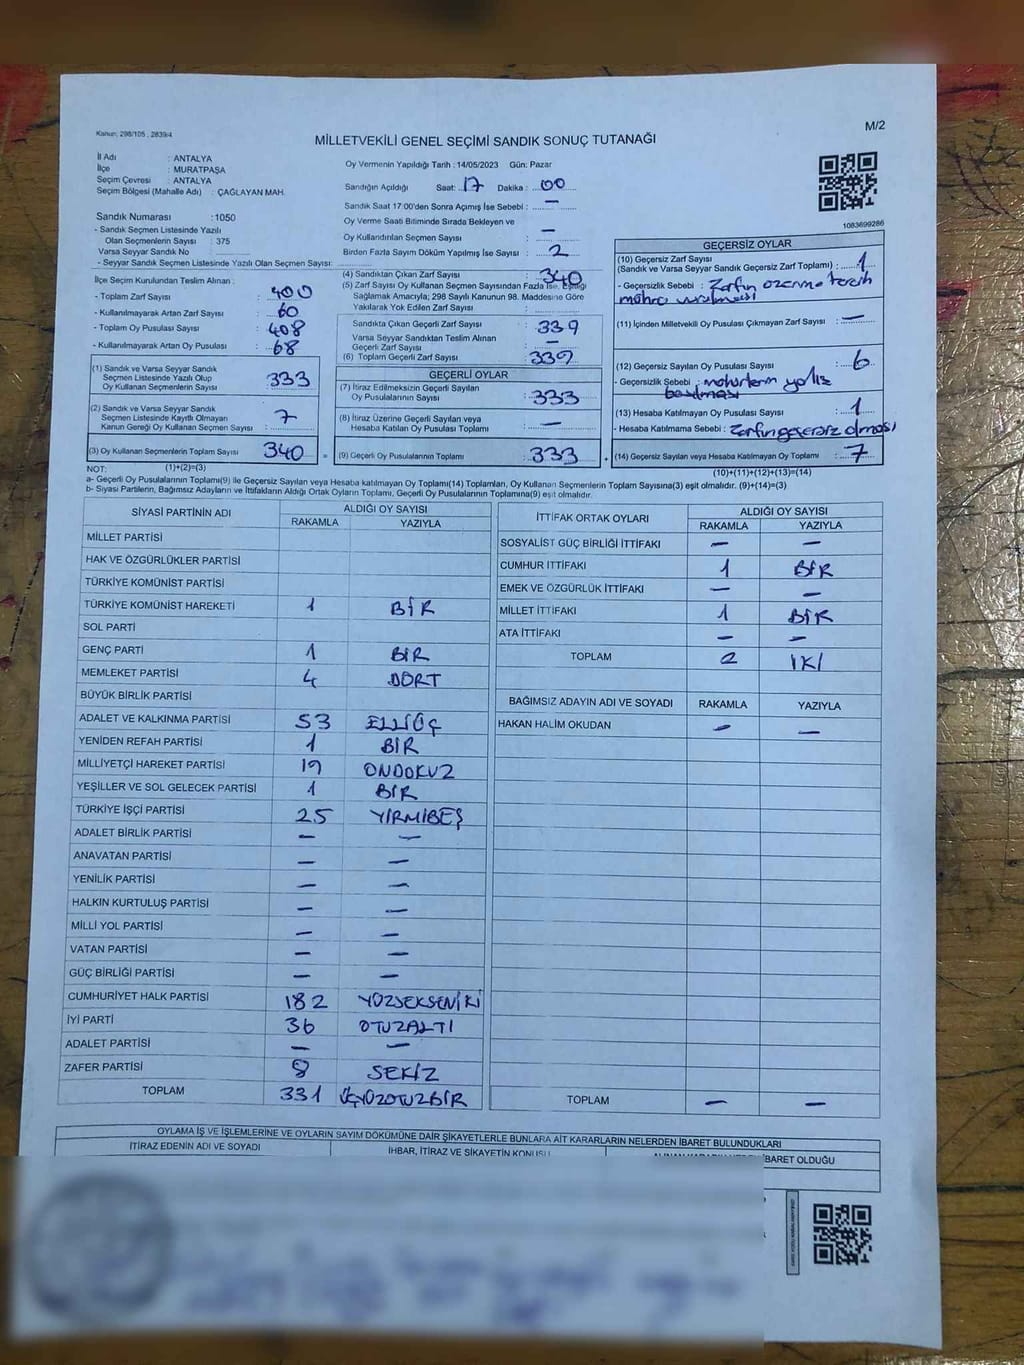 Kanun; 298/105 , 2839/4
M/2
MİLLETVEKİLİ GENEL SEÇİMİ SANDIK SONUÇ TUTANAĞI
İl Adı : ANTALYA
İlçe : MURATPAŞA
Seçim Çevresi : ANTALYA
Seçim Bölgesi (Mahalle Adı) : ÇAĞLAYAN MAH.
Sandık Numarası :1050
- Sandık Seçmen Listesinde Yazılı
Olan Seçmenlerin Sayısı : 375
Varsa Seyyar Sandık No
- Seyyar Sandık Seçmen Listesinde Yazılı Olan Seçmen Sayısı:
İlçe Seçim Kurulundan Teslim Alınan :
- Toplam Zarf Sayısı : 400
- Kullanılmayarak Artan Zarf Sayısı : 60
- Toplam Oy Pusulası Sayısı : 408
- Kullanılmayarak Artan Oy Pusulası : 68
(1) Sandık ve Varsa Seyyar Sandık
Seçmen Listesinde Yazılı Olup
Oy Kullanan Seçmenlerin Sayısı : 333
(2) Sandık ve Varsa Seyyar Sandık
Seçmen Listesinde Kayıtlı Olmayan
Kanun Gereği Oy Kullanan Seçmen Sayısı : 7
(3) Oy Kullanan Seçmenlerin Toplam Sayısı : 340
Oy Vermenin Yapıldığı Tarih : 14/05/2023 Gün: Pazar
Sandığın Açıldığı Saat: 17 Dakika : 00
Sandık Saat 17:00'den Sonra Açılmış İse Sebebi : —
Oy Verme Saati Bitiminde Sırada Bekleyen ve
Oy Kullandırılan Seçmen Sayısı : —
Birden Fazla Sayım Döküm Yapılmış İse Sayısı : 2
(4) Sandıktan Çıkan Zarf Sayısı : 340
(5) Zarf Sayısı Oy Kullanan Seçmen Sayısından Fazla İse, Eşitliği
Sağlamak Amacıyla; 298 Sayılı Kanunun 98. Maddesine Göre
Yakılarak Yok Edilen Zarf Sayısı :
Sandıkta Çıkan Geçerli Zarf Sayısı : 339
Varsa Seyyar Sandıktan Teslim Alınan
Geçerli Zarf Sayısı : —
(6) Toplam Geçerli Zarf Sayısı : 339
GEÇERLİ OYLAR
(7) İtiraz Edilmeksizin Geçerli Sayılan
Oy Pusulalarının Sayısı : 333
(8) İtiraz Üzerine Geçerli Sayılan veya
Hesaba Katılan Oy Pusulası Toplamı : —
= (9) Geçerli Oy Pusulalarının Toplamı : 333
1083699286
GEÇERSİZ OYLAR
(10) Geçersiz Zarf Sayısı
(Sandık ve Varsa Seyyar Sandık Geçersiz Zarf Toplamı) : 1
- Geçersizlik Sebebi : Zarfın üzerine tercih
mührü vurulması
(11) İçinden Milletvekili Oy Pusulası Çıkmayan Zarf Sayısı : —
(12) Geçersiz Sayılan Oy Pusulası Sayısı : 6
- Geçersizlik Sebebi : mühürlerin yanlış
basılması
(13) Hesaba Katılmayan Oy Pusulası Sayısı : 1
- Hesaba Katılmama Sebebi : Zarfın geçersiz olması
+ (14) Geçersiz Sayılan veya Hesaba Katılmayan Oy Toplamı : 7
NOT: (1)+(2)=(3)
(10)+(11)+(12)+(13)=(14)
a- Geçerli Oy Pusulalarının Toplamı(9) ile Geçersiz Sayılan veya Hesaba Katılmayan Oy Toplamı(14) Toplamları, Oy Kullanan Seçmenlerin Toplam Sayısına(3) eşit olmalıdır. (9)+(14)=(3)
b- Siyasi Partilerin, Bağımsız Adayların ve İttifakların Aldığı Ortak Oyların Toplamı, Geçerli Oy Pusulalarının Toplamına(9) eşit olmalıdır.
SİYASİ PARTİNİN ADI ALDIĞI OY SAYISI
RAKAMLA YAZIYLA
MİLLET PARTİSİ
HAK VE ÖZGÜRLÜKLER PARTİSİ
TÜRKİYE KOMÜNİST PARTİSİ
TÜRKİYE KOMÜNİST HAREKETİ 1 BİR
SOL PARTİ
GENÇ PARTİ 1 BİR
MEMLEKET PARTİSİ 4 DÖRT
BÜYÜK BİRLİK PARTİSİ
ADALET VE KALKINMA PARTİSİ 53 ELLİÜÇ
YENİDEN REFAH PARTİSİ 1 BİR
MİLLİYETÇİ HAREKET PARTİSİ 19 ONDOKUZ
YEŞİLLER VE SOL GELECEK PARTİSİ 1 BİR
TÜRKİYE İŞÇİ PARTİSİ 25 YİRMİBEŞ
ADALET BİRLİK PARTİSİ — —
ANAVATAN PARTİSİ — —
YENİLİK PARTİSİ — —
HALKIN KURTULUŞ PARTİSİ — —
MİLLİ YOL PARTİSİ — —
VATAN PARTİSİ — —
GÜÇ BİRLİĞİ PARTİSİ — —
CUMHURİYET HALK PARTİSİ 182 YÜZSEKSENİKİ
İYİ PARTİ 36 OTUZALTI
ADALET PARTİSİ — —
ZAFER PARTİSİ 8 SEKİZ
TOPLAM 331 ÜÇYÜZOTUZBİR
İTTİFAK ORTAK OYLARI ALDIĞI OY SAYISI
RAKAMLA YAZIYLA
SOSYALİST GÜÇ BİRLİĞİ İTTİFAKI — —
CUMHUR İTTİFAKI 1 BİR
EMEK VE ÖZGÜRLÜK İTTİFAKI — —
MİLLET İTTİFAKI 1 BİR
ATA İTTİFAKI — —
TOPLAM 2 İKİ
BAĞIMSIZ ADAYIN ADI VE SOYADI RAKAMLA YAZIYLA
HAKAN HALİM OKUDAN — —
TOPLAM — —
OYLAMA İŞ VE İŞLEMLERİNE VE OYLARIN SAYIM DÖKÜMÜNE DAİR ŞİKAYETLERLE BUNLARA AİT KARARLARIN NELERDEN İBARET BULUNDUKLARI
İTİRAZ EDENİN ADI VE SOYADI İHBAR, İTİRAZ VE ŞİKAYETİN KONUSU İBARET OLDUĞU